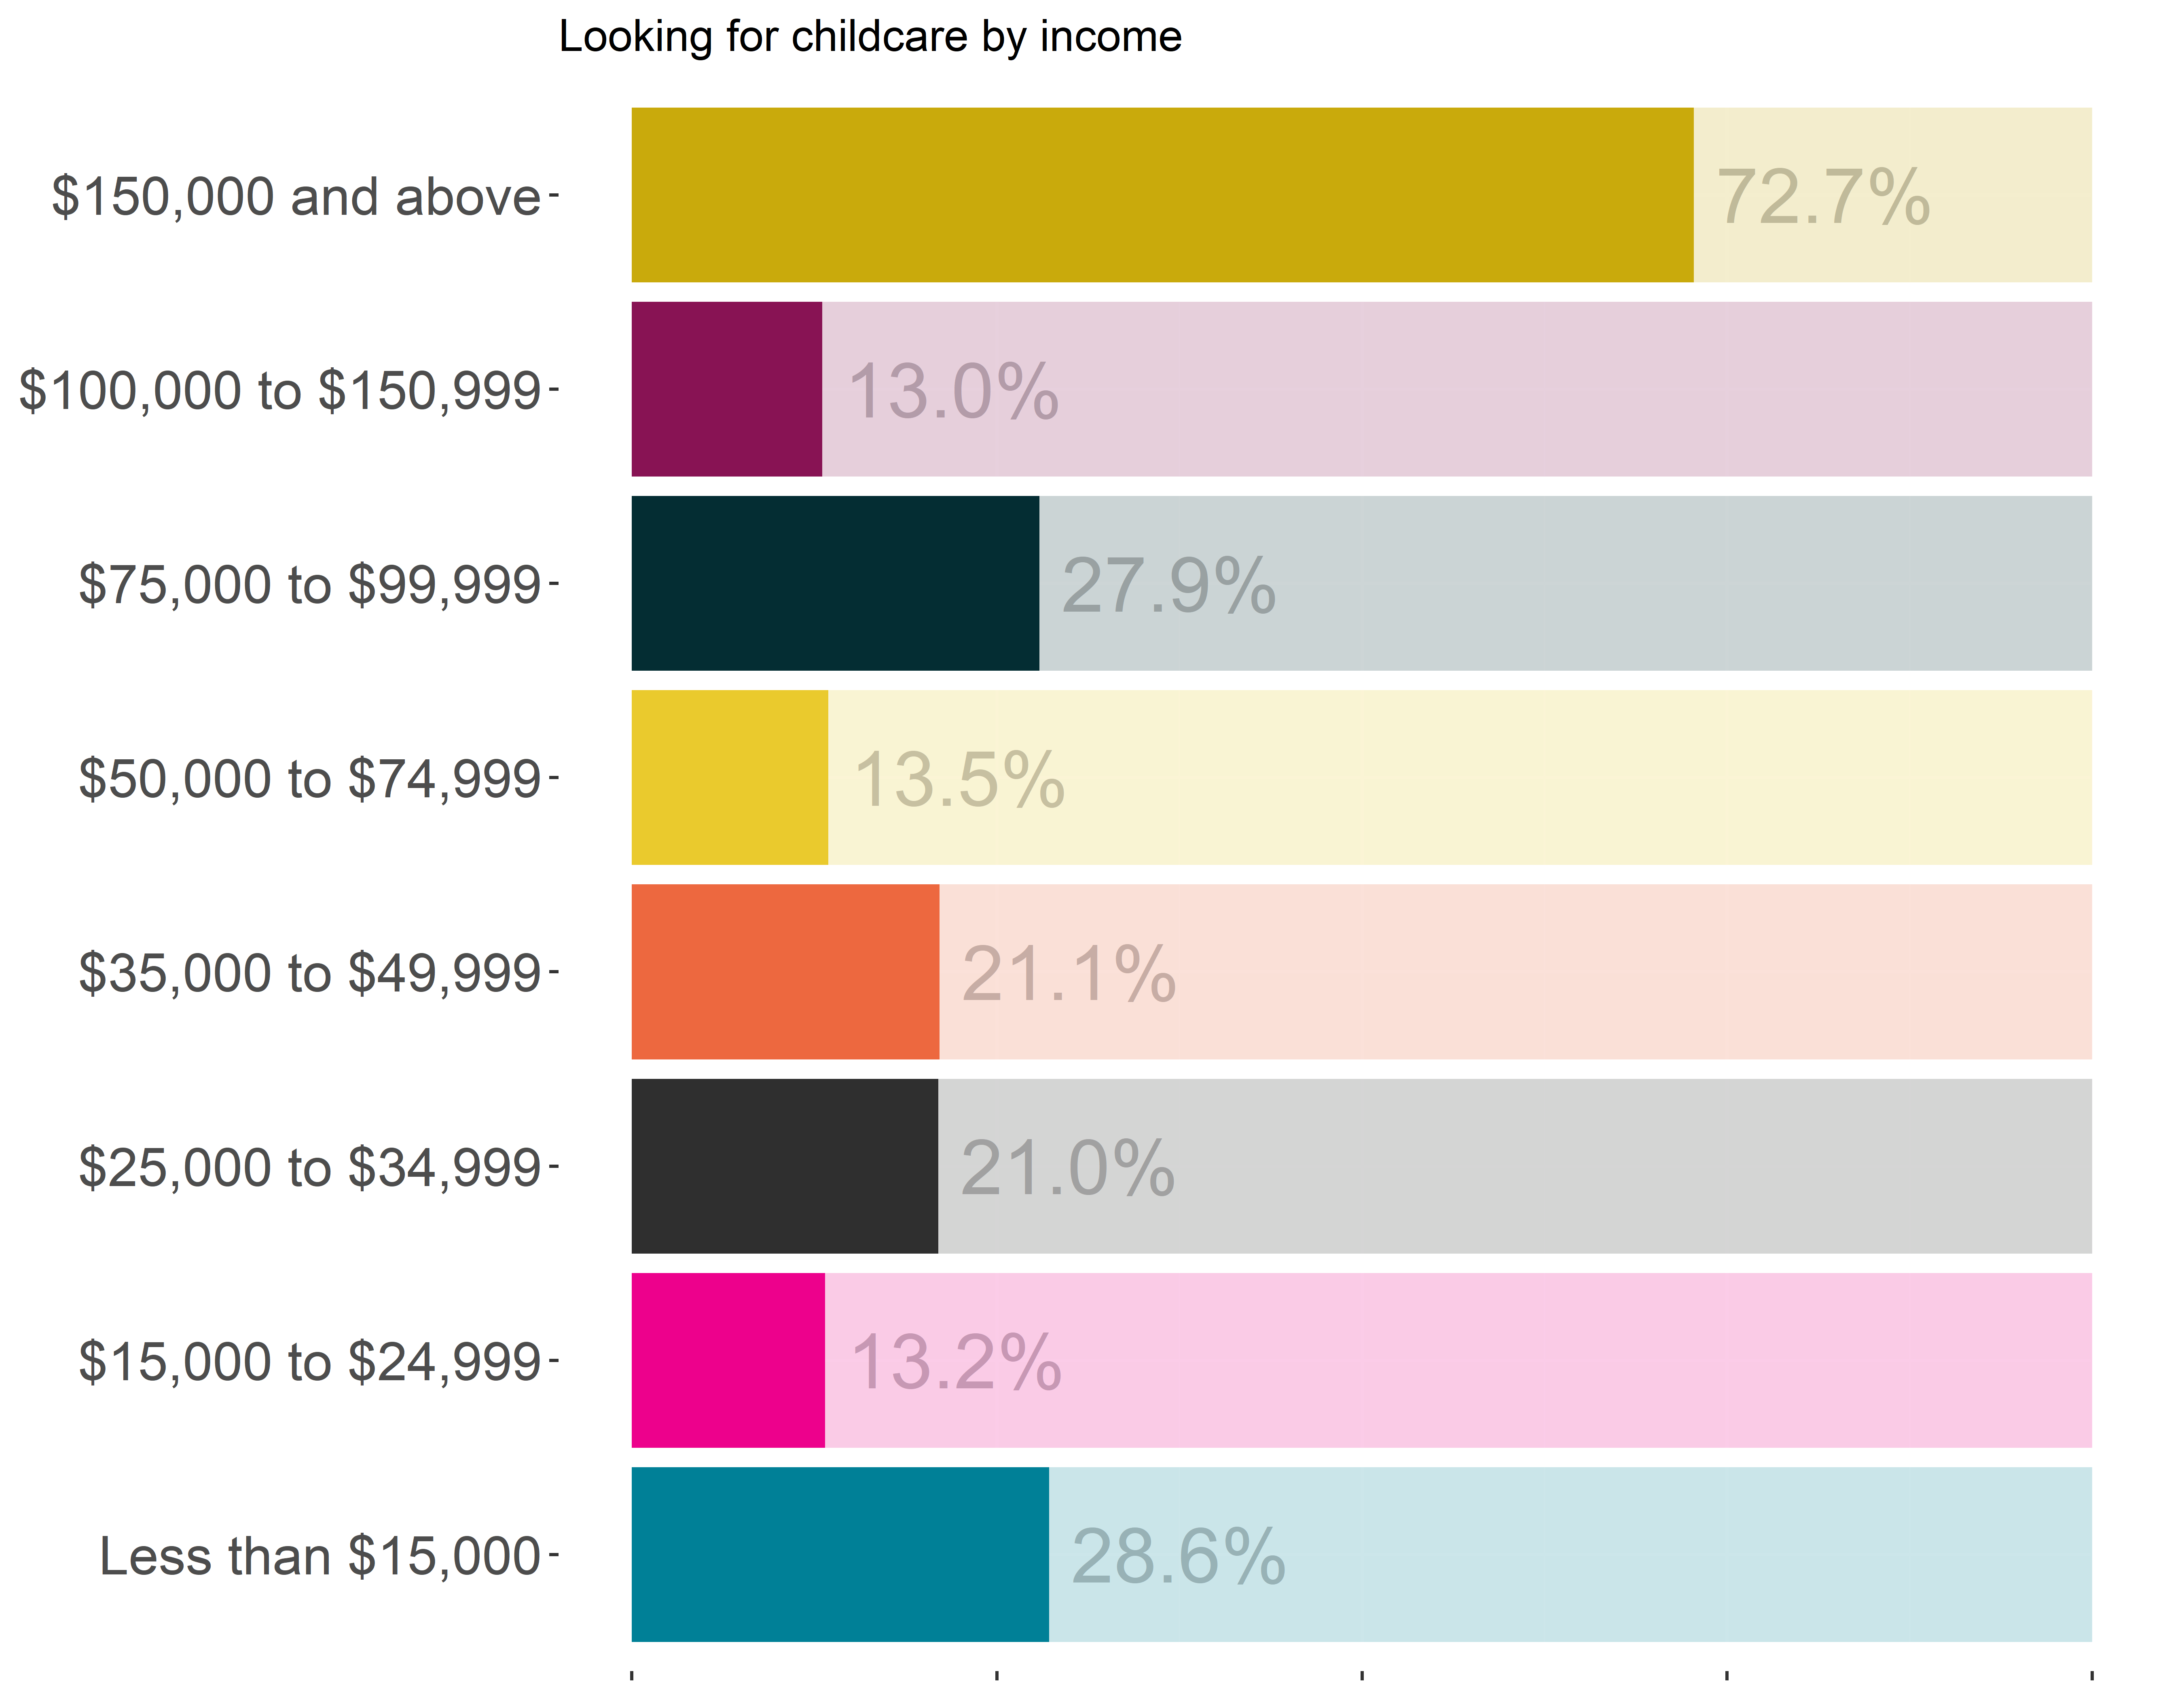 Looking for childcare by income
$150,000 and above
72.7%
$100,000 to $150,999
13.0%
$75,000 to $99,999
27.9%
$50,000 to $74,999
13.5%
$35,000 to $49,999
21.1%
$25,000 to $34,999
21.0%
$15,000 to $24,999
13.2%
Less than $15,000
28.6%